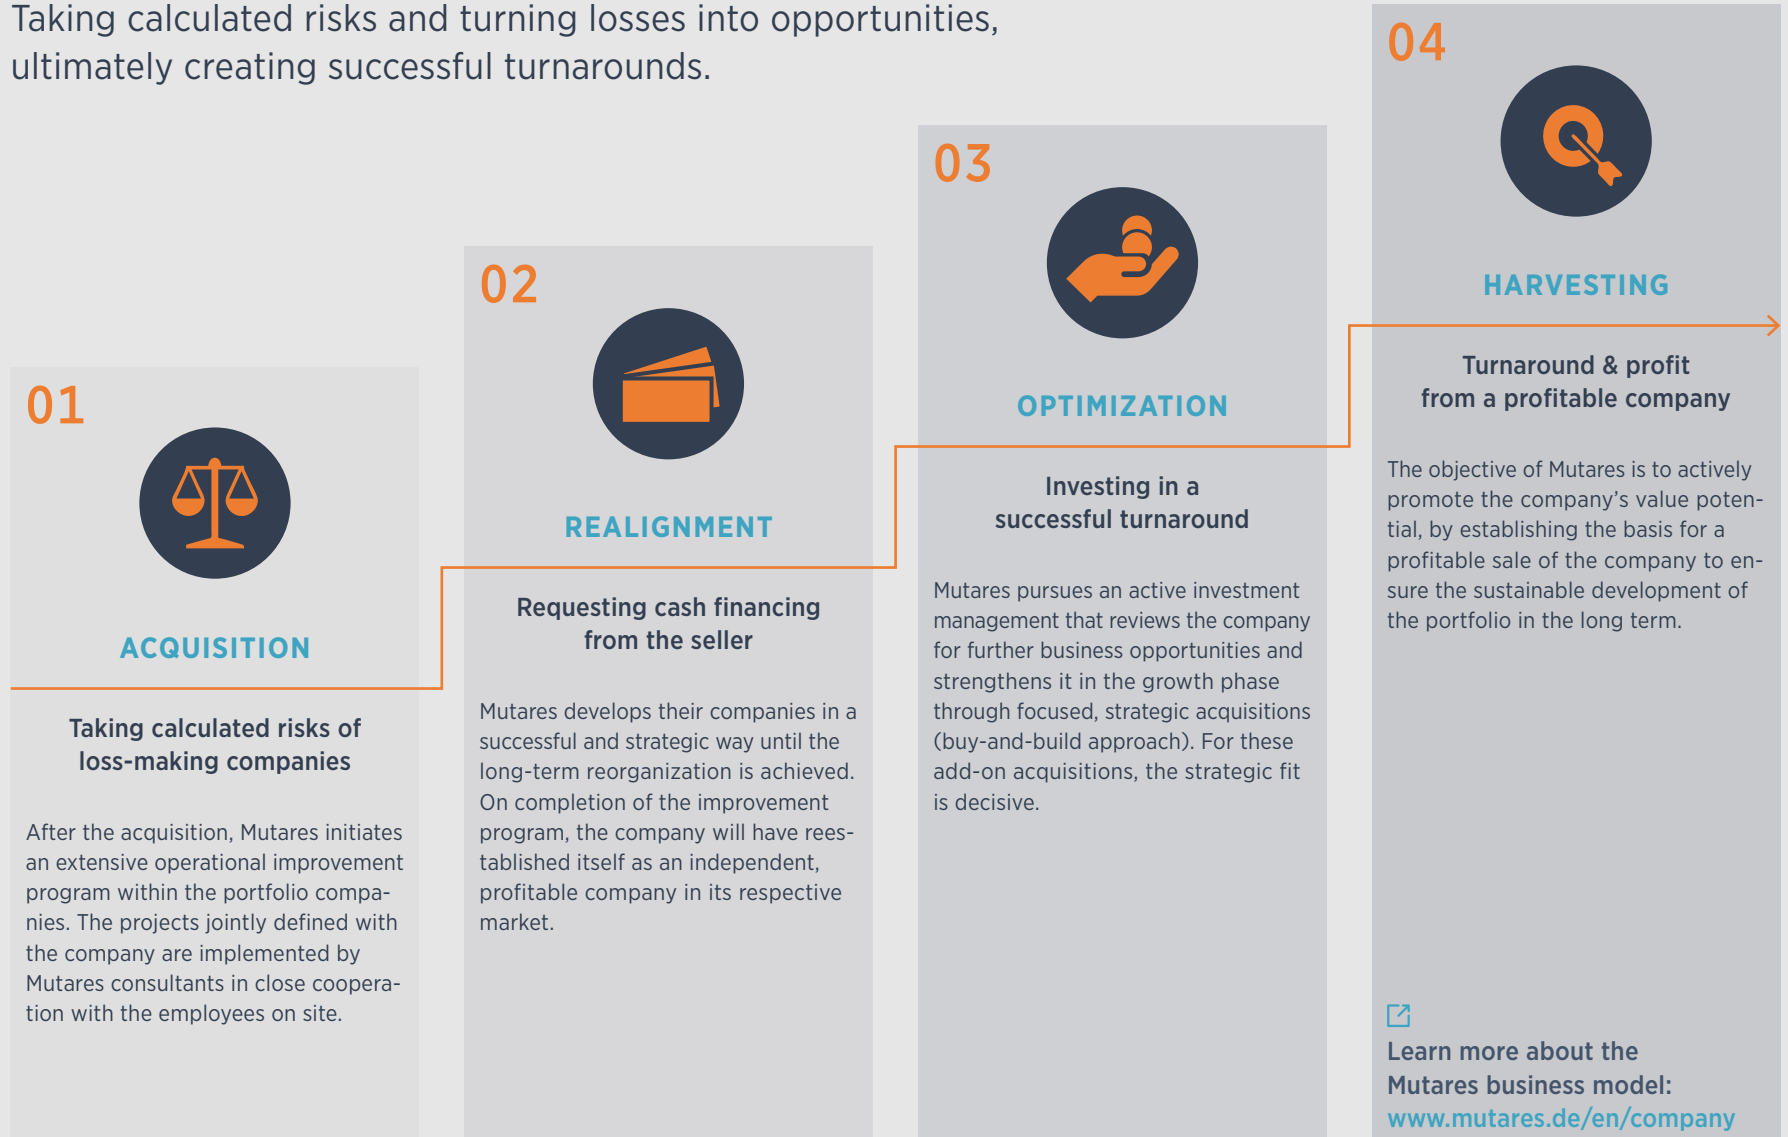 Taking calculated risks and turning losses into opportunities,
ultimately creating successful turnarounds.
01
ACQUISITION
Taking calculated risks of
loss-making companies
After the acquisition, Mutares initiates
an extensive operational improvement
program within the portfolio compa-
nies. The projects jointly defined with
the company are implemented by
Mutares consultants in close coopera-
tion with the employees on site.
02
REALIGNMENT
Requesting cash financing
from the seller
Mutares develops their companies in a
successful and strategic way until the
long-term reorganization is achieved.
On completion of the improvement
program, the company will have rees-
tablished itself as an independent,
profitable company in its respective
market.
03
OPTIMIZATION
Investing in a
successful turnaround
Mutares pursues an active investment
management that reviews the company
for further business opportunities and
strengthens it in the growth phase
through focused, strategic acquisitions
(buy-and-build approach). For these
add-on acquisitions, the strategic fit
is decisive.
04
HARVESTING
Turnaround & profit
from a profitable company
The objective of Mutares is to actively
promote the company’s value poten-
tial, by establishing the basis for a
profitable sale of the company to en-
sure the sustainable development of
the portfolio in the long term.
Learn more about the
Mutares business model:
www.mutares.de/en/company